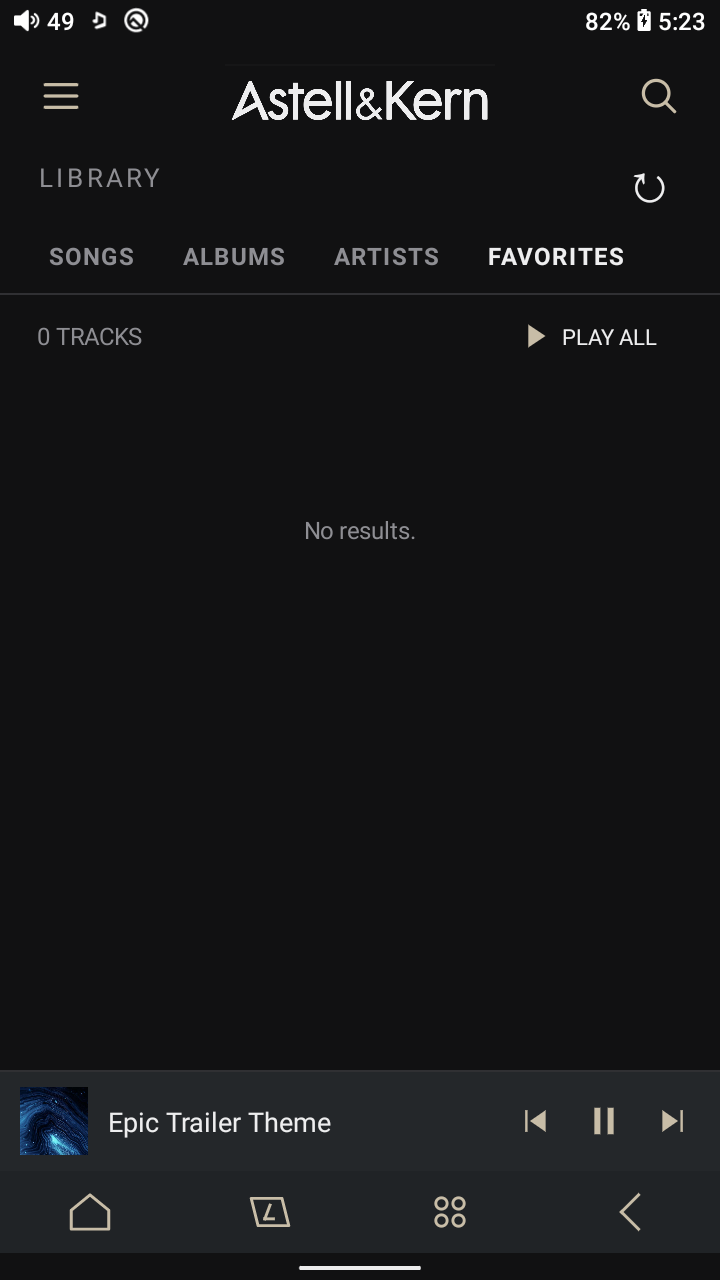 49
82% 5:23
Astell&Kern
LIBRARY
SONGS ALBUMS ARTISTS FAVORITES
0 TRACKS PLAY ALL
No results.
Epic Trailer Theme